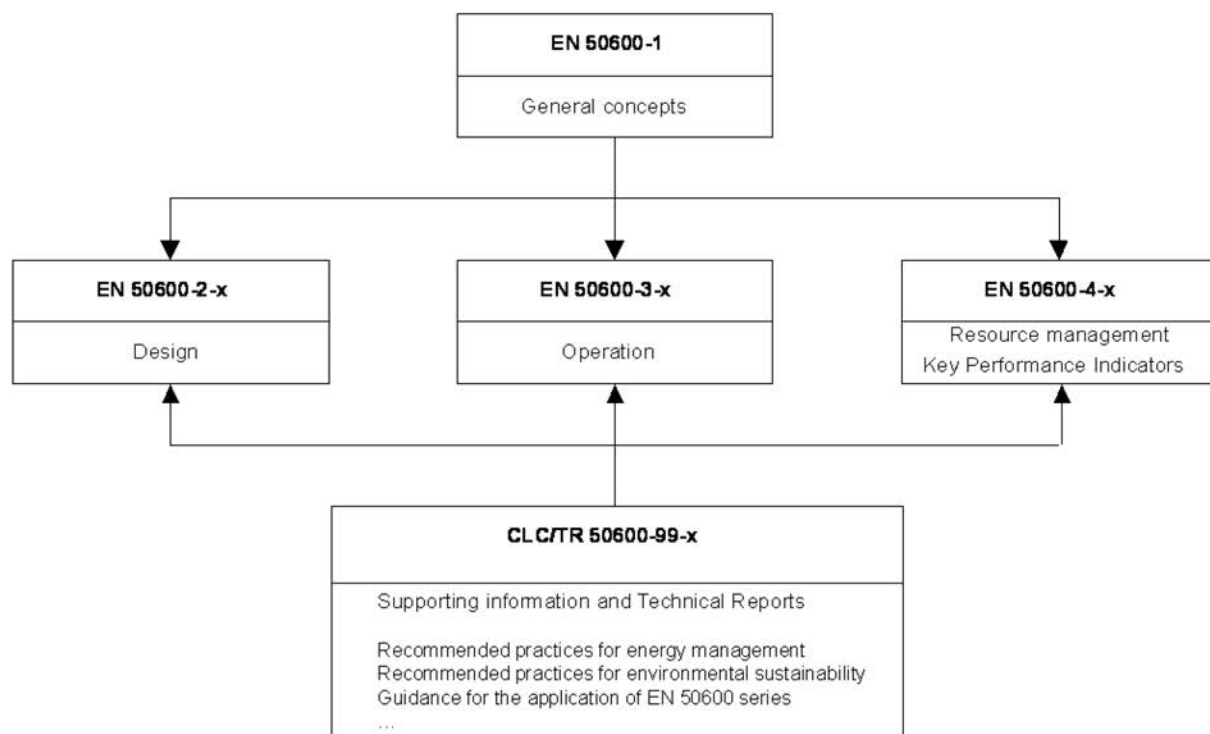 EN 50600-1
General concepts
EN 50600-2-x
Design
EN 50600-3-x
Operation
EN 50600-4-x
Resource management
Key Performance Indicators
CLC/TR 50600-99-x
Supporting information and Technical Reports
Recommended practices for energy management
Recommended practices for environmental sustainability
Guidance for the application of EN 50600 series
...